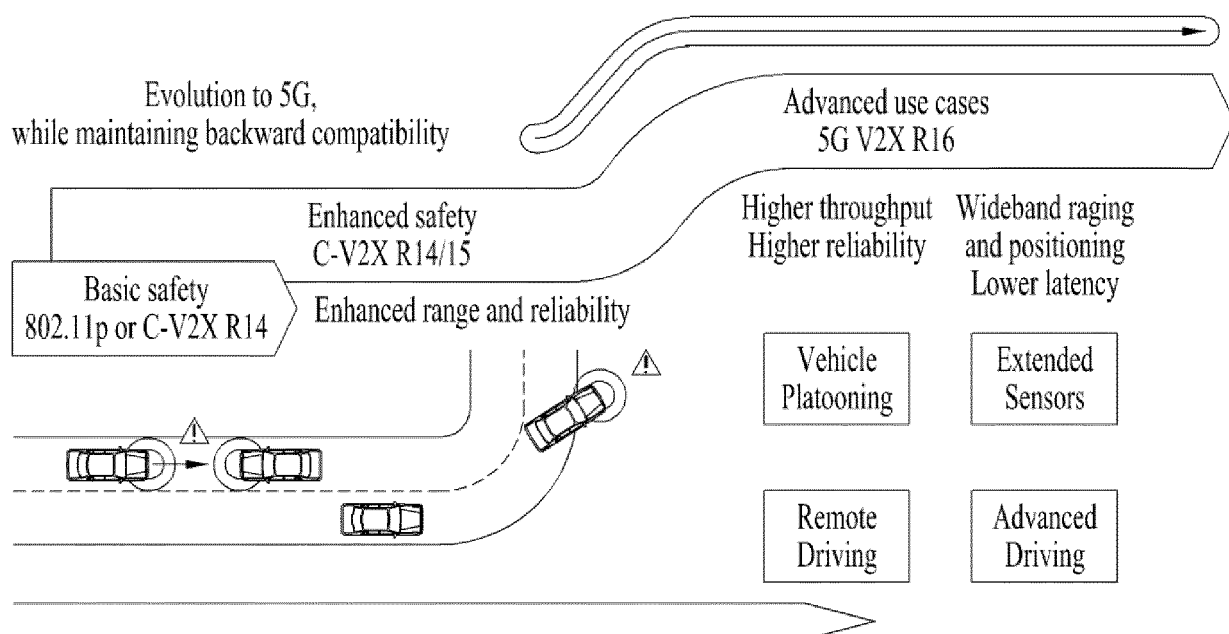 Evolution to 5G,
while maintaining backward compatibility
Advanced use cases
5G V2X R16
Enhanced safety
C-V2X R14/15
Basic safety
802.11p or C-V2X R14
Enhanced range and reliability
Higher throughput
Higher reliability
Wideband raging
and positioning
Lower latency
Vehicle
Platooning
Extended
Sensors
Remote
Driving
Advanced
Driving